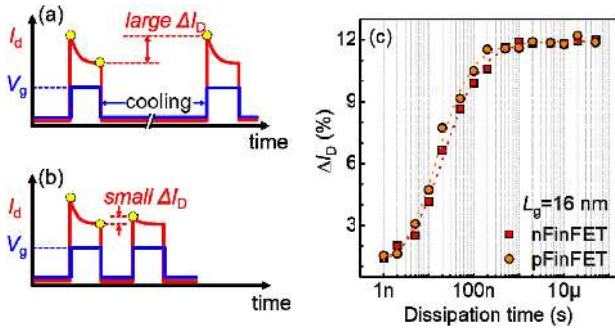 (a)
large ΔI_D
I_d
V_g
cooling
time
(b)
small ΔI_D
I_d
V_g
time
(c)
12
9
6
3
ΔI_D (%)
L_g=16 nm
nFinFET
pFinFET
1n
100n
10μ
Dissipation time (s)